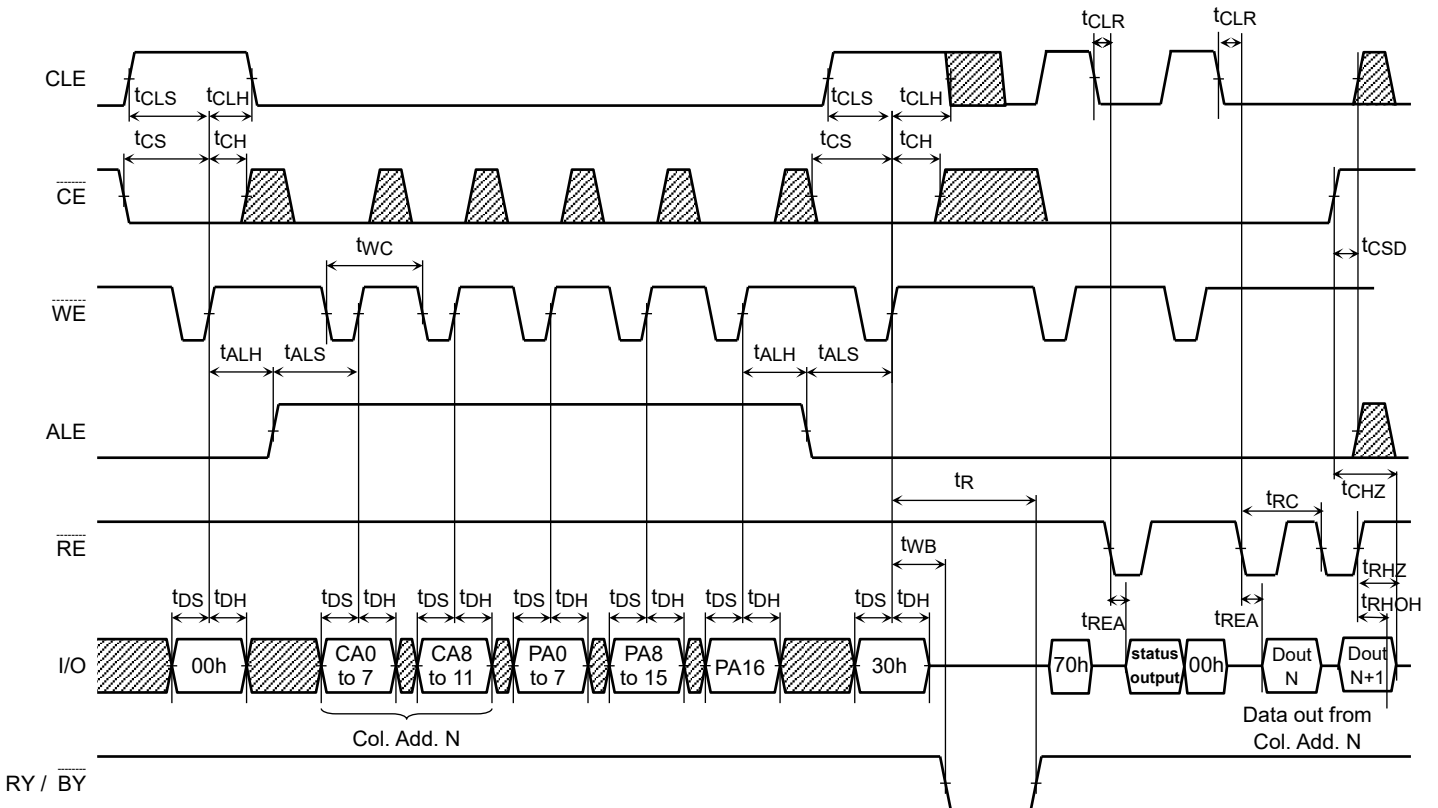 tCLR tCLR
CLE
tCLS tCLH tCLS tCLH
tCS tCH tCS tCH
CE
tWC tCSD
WE
tALH tALS tALH tALS
ALE
tR tCHZ
tRC
RE
tWB tRHZ
tDS tDH tDS tDH tDS tDH tDS tDH tDS tDH tDS tDH tDS tDH tRHOH
tREA tREA
I/O
00h
CA0
to 7
CA8
to 11
PA0
to 7
PA8
to 15
PA16
30h
70h
status
output
00h
Dout
N
Dout
N+1
Col. Add. N
Data out from
Col. Add. N
RY / BY